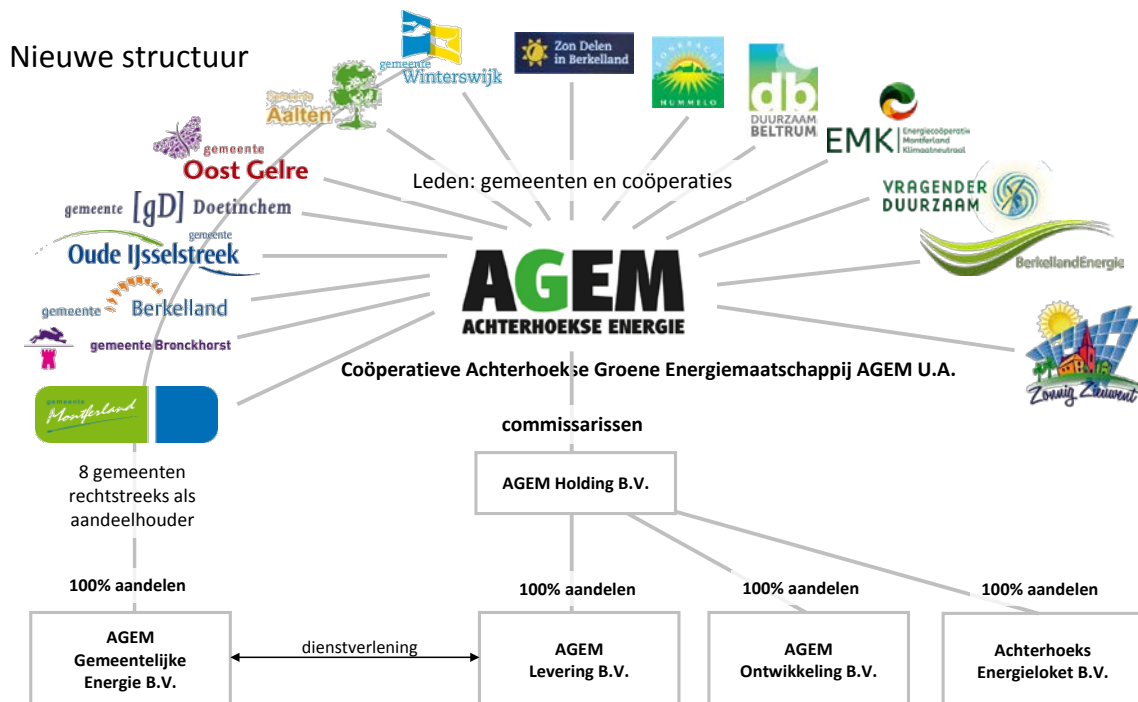 Nieuwe structuur
gemeente
Winterswijk
Zon Delen
in Berkelland
ZONKRACHT
HUMMELO
db
DUURZAAM
BELTRUM
EMK
Energiecoöperatie
Montferland
Klimaatneutraal
Gemeente
Aalten
gemeente
Oost Gelre
Leden: gemeenten en coöperaties
VRAGENDER
DUURZAAM
gemeente [gD] Doetinchem
gemeente
Oude IJsselstreek
BerkellandEnergie
AGEM
ACHTERHOEKSE ENERGIE
gemeente Berkelland
gemeente Bronckhorst
Zonnig Zieuwent
Coöperatieve Achterhoekse Groene Energiemaatschappij AGEM U.A.
gemeente
Montferland
commissarissen
8 gemeenten
rechtstreeks als
aandeelhouder
AGEM Holding B.V.
100% aandelen
100% aandelen
100% aandelen
100% aandelen
AGEM
Gemeentelijke
Energie B.V.
dienstverlening
AGEM
Levering B.V.
AGEM
Ontwikkeling B.V.
Achterhoeks
Energieloket B.V.